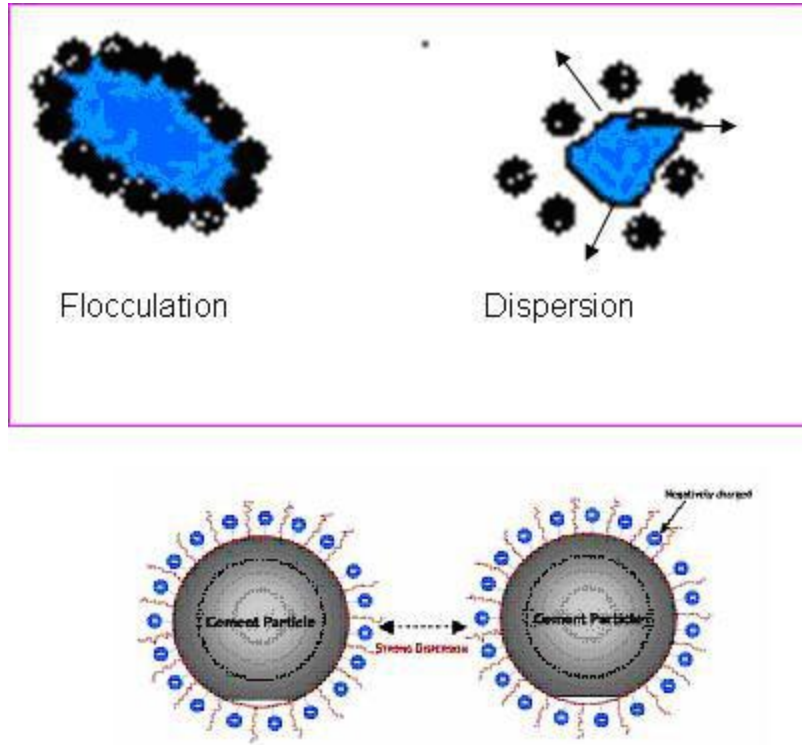 Flocculation
Dispersion
Negatively charged
Cement Particle
Cement Particle
STRONG DISPERSION